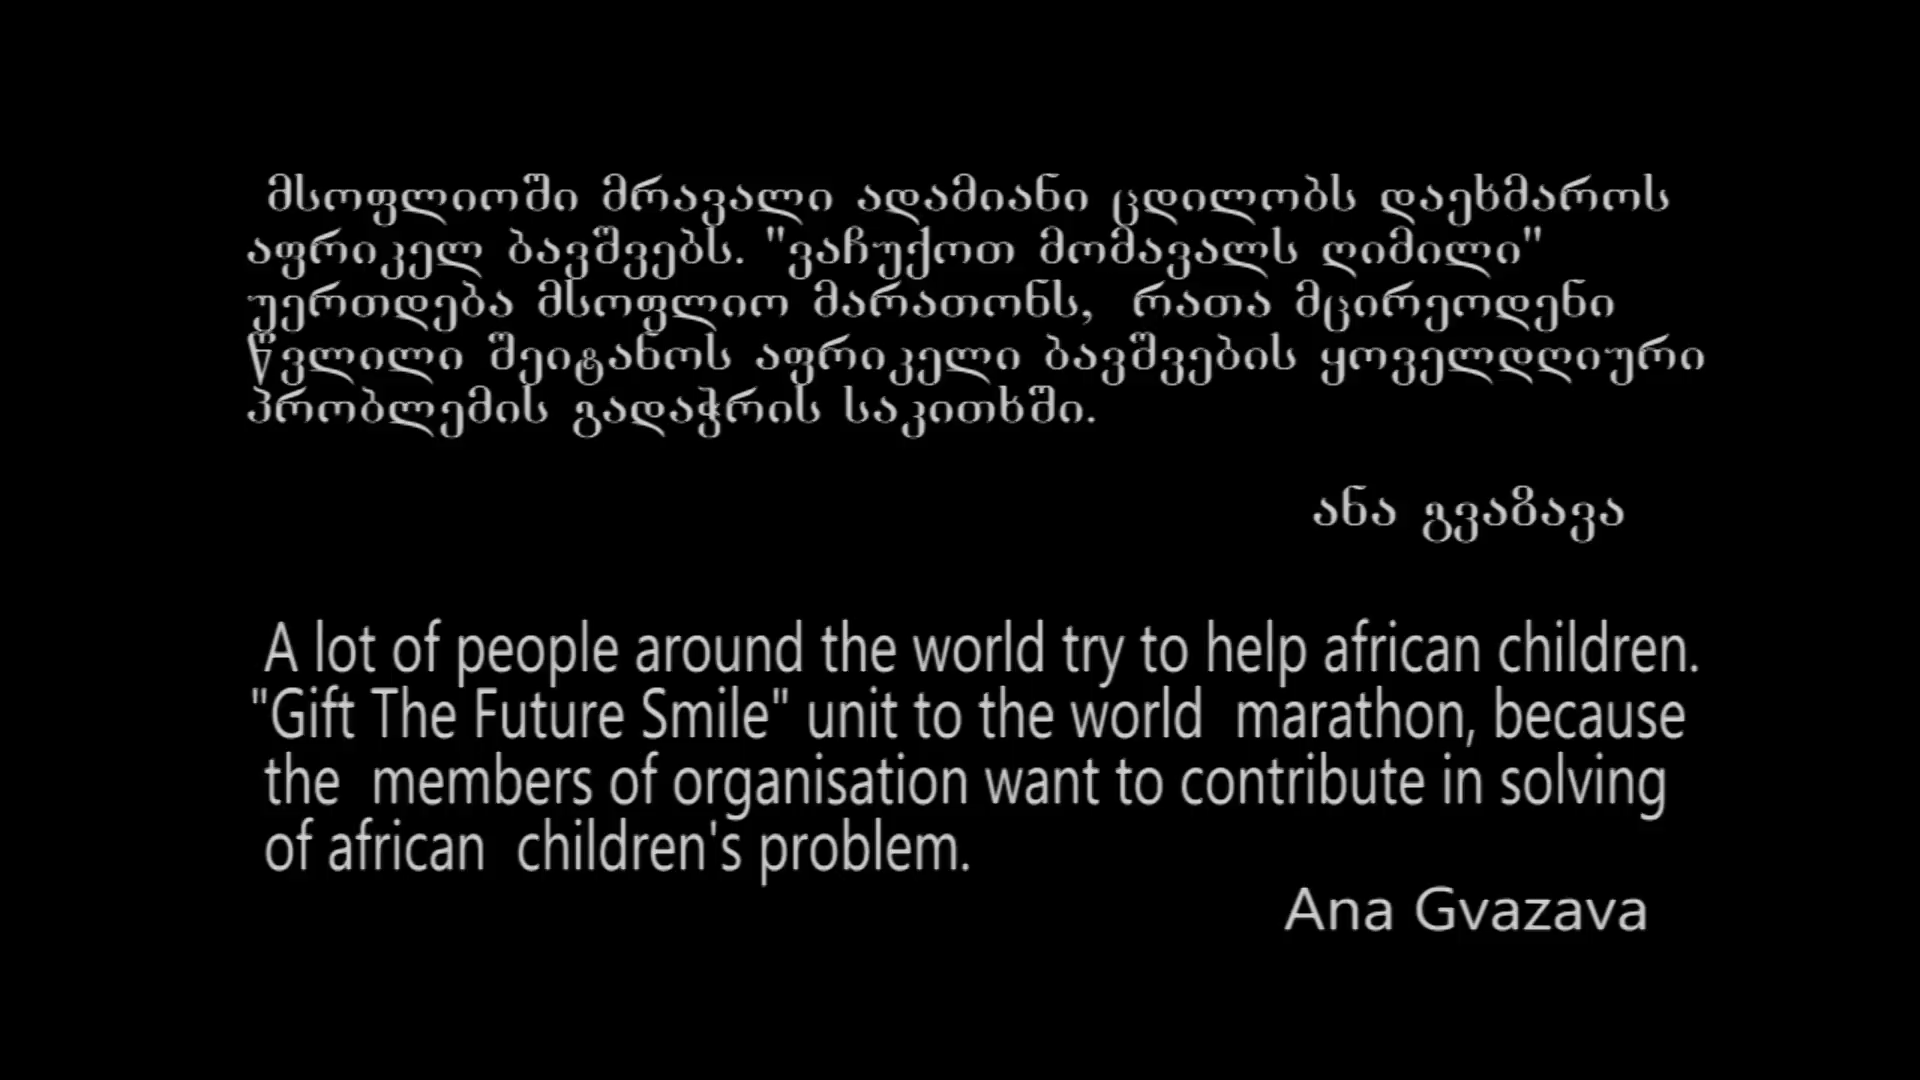 მსოფლიოში მრავალი ადამიანი ცდილობს დაეხმაროს
აფრიკელ ბავშვებს. "ვაჩუქოთ მომავალს ღიმილი"
უერთდება მსოფლიო მარათონს, რათა მცირეოდენი
წვლილი შეიტანოს აფრიკელი ბავშვების ყოველდღიური
პრობლემის გადაჭრის საკითხში.
ანა გვაზავა
A lot of people around the world try to help african children.
"Gift The Future Smile" unit to the world marathon, because
the members of organisation want to contribute in solving
of african children's problem.
Ana Gvazava